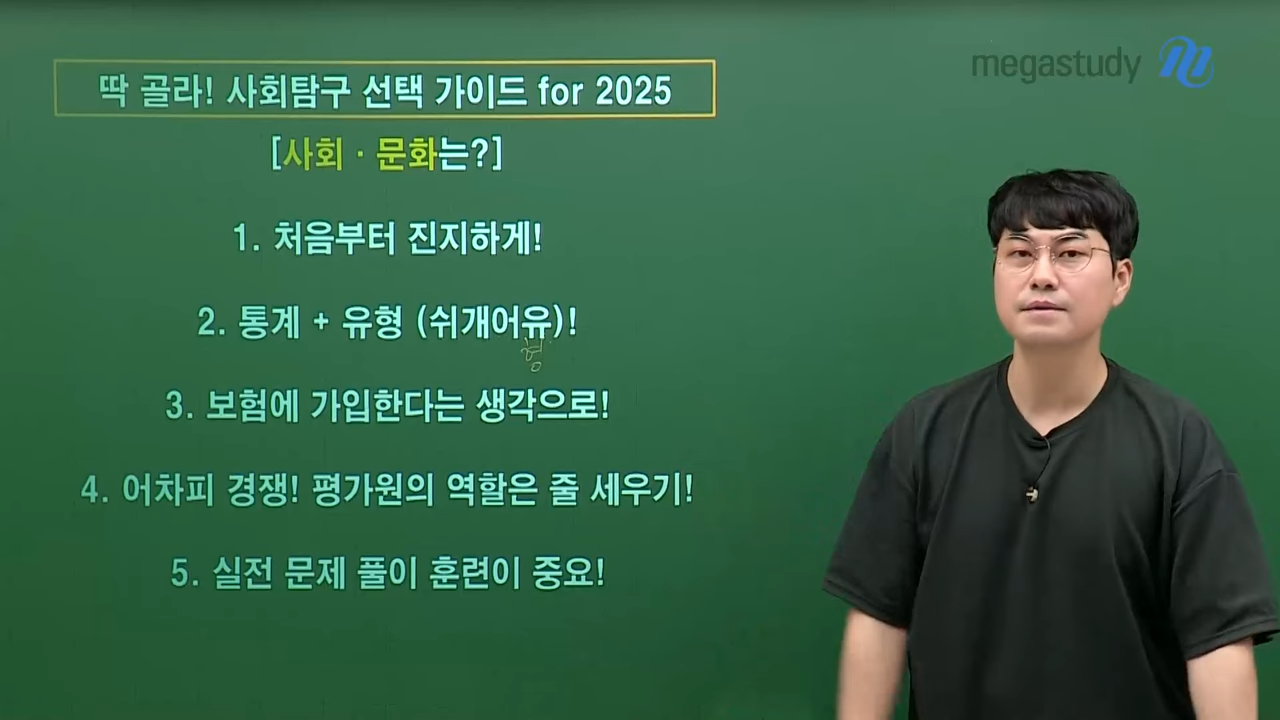 megastudy
딱 골라! 사회탐구 선택 가이드 for 2025
[사회 · 문화는?]
1. 처음부터 진지하게!
2. 통계 + 유형 (쉬개어유)!
형
3. 보험에 가입한다는 생각으로!
4. 어차피 경쟁! 평가원의 역할은 줄 세우기!
5. 실전 문제 풀이 훈련이 중요!